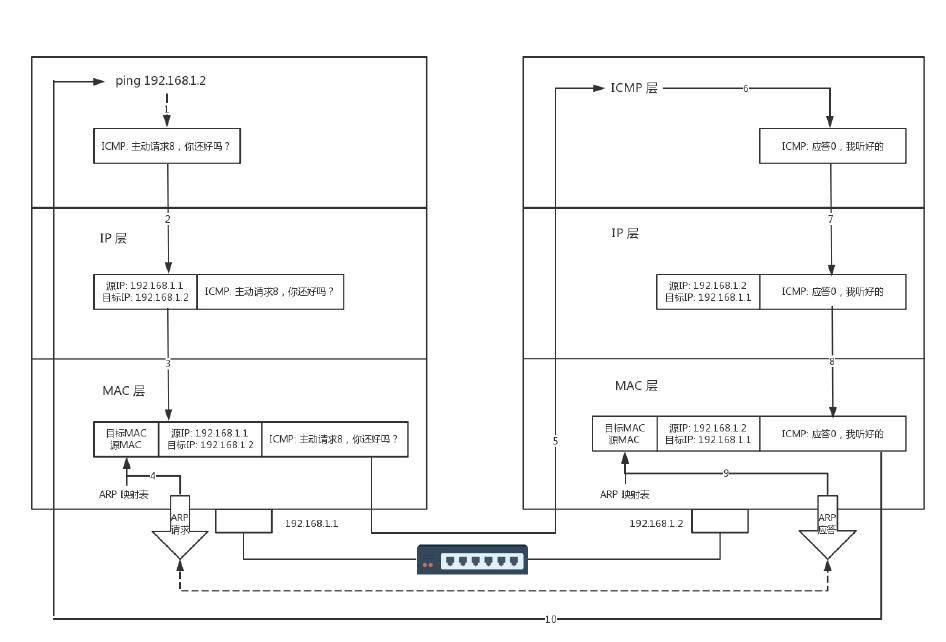 ping 192.168.1.2
1
ICMP: 主动请求8，你还好吗？
2
IP 层
源IP: 192.168.1.1
目标IP: 192.168.1.2
ICMP: 主动请求8，你还好吗？
3
MAC 层
目标MAC
源MAC
源IP: 192.168.1.1
目标IP: 192.168.1.2
ICMP: 主动请求8，你还好吗？
4
ARP 映射表
ARP
请求
192.168.1.1
5
ICMP 层
6
ICMP: 应答0，我听好的
7
IP 层
源IP: 192.168.1.2
目标IP: 192.168.1.1
ICMP: 应答0，我听好的
8
MAC 层
目标MAC
源MAC
源IP: 192.168.1.2
目标IP: 192.168.1.1
ICMP: 应答0，我听好的
9
ARP 映射表
192.168.1.2
ARP
应答
10